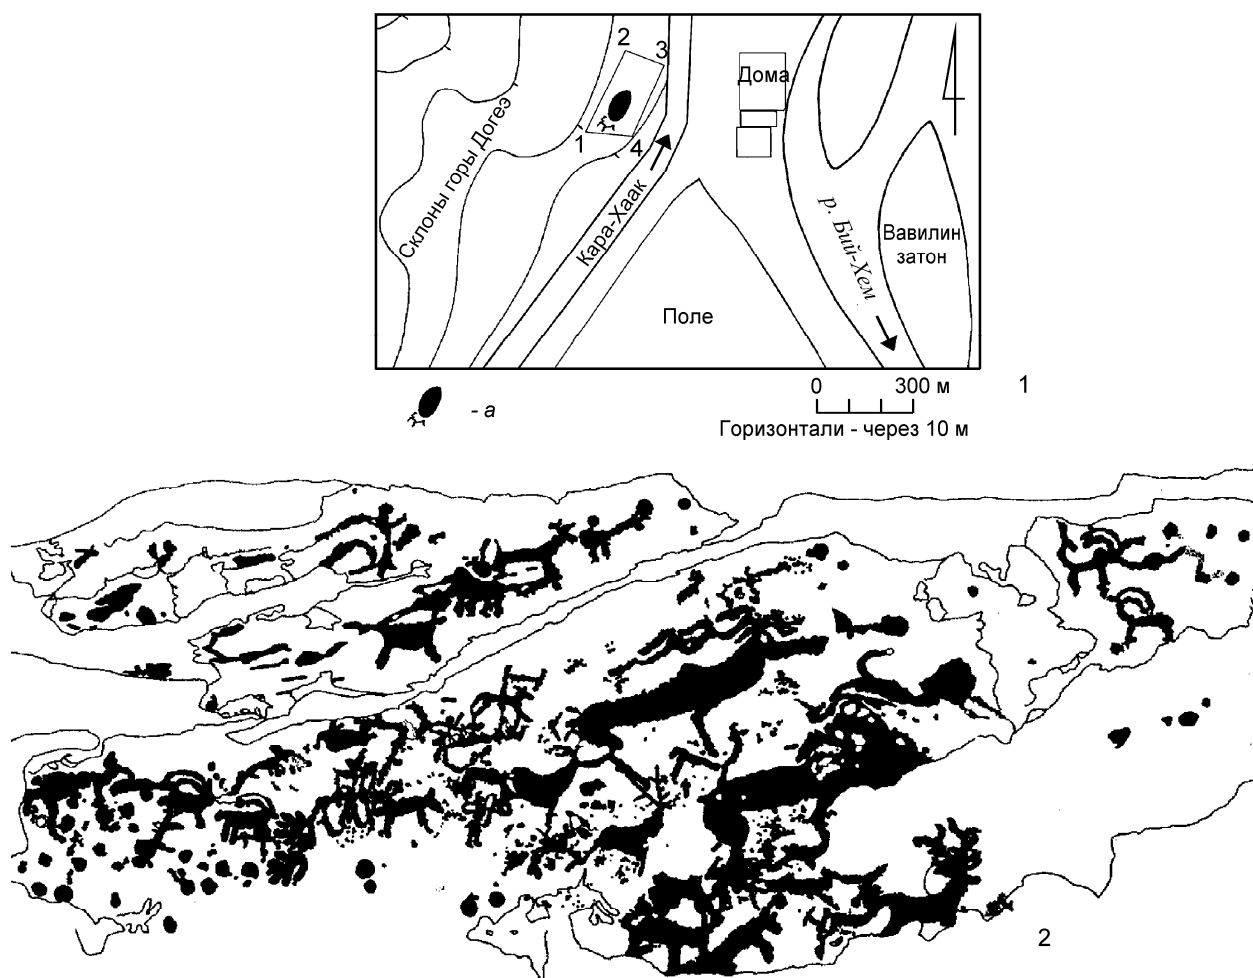 2
3
Дома
1
4
Склоны горы Догээ
Кара-Хаак
р. Бий-Хем
Вавилин
затон
Поле
- а
0 300 м
1
Горизонтали - через 10 м
2